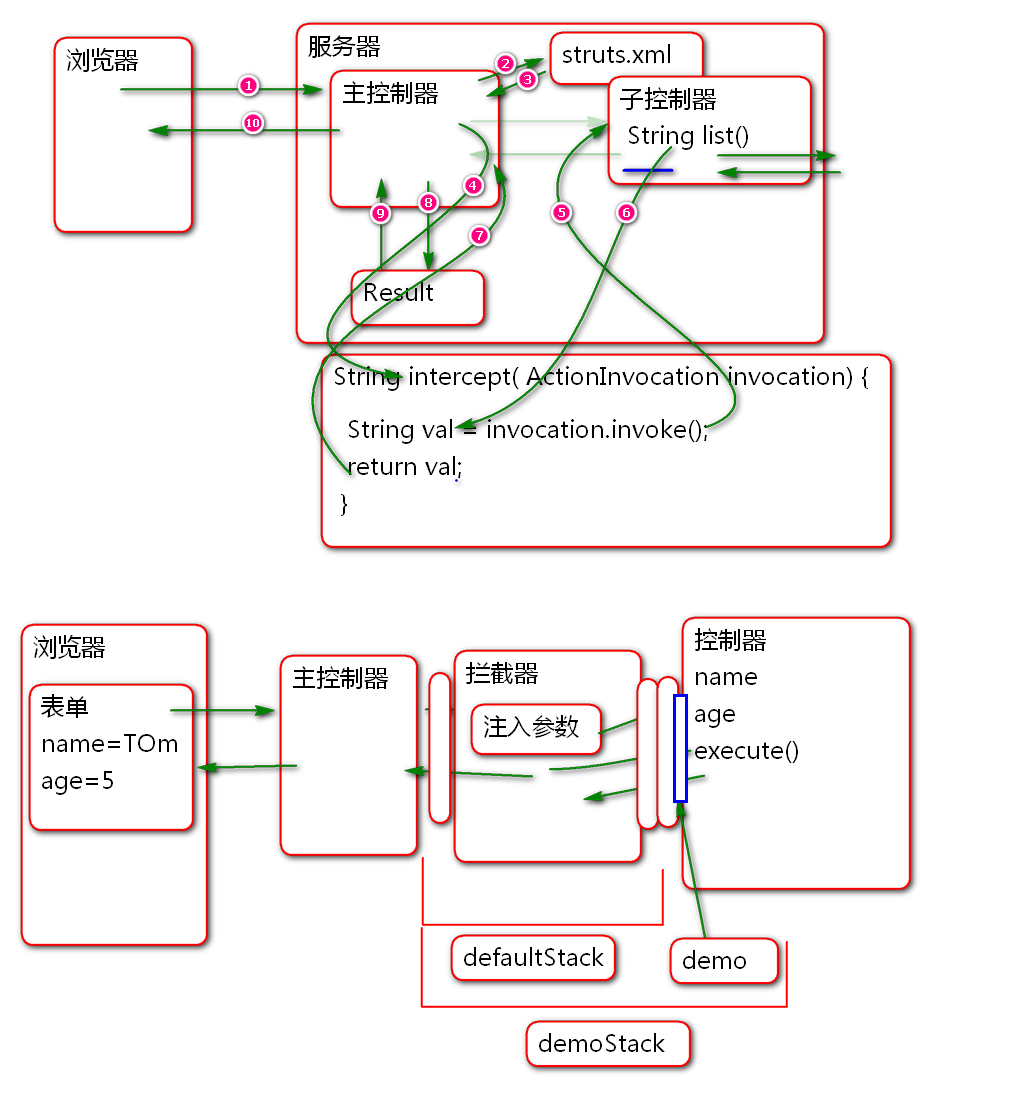 浏览器
服务器
struts.xml
主控制器
子控制器
String list()
1
2
3
10
4
5
6
7
8
9
Result
String intercept( ActionInvocation invocation) {
String val = invocation.invoke();
return val;
}
浏览器
表单
name=TOm
age=5
主控制器
拦截器
注入参数
控制器
name
age
execute()
defaultStack
demo
demoStack